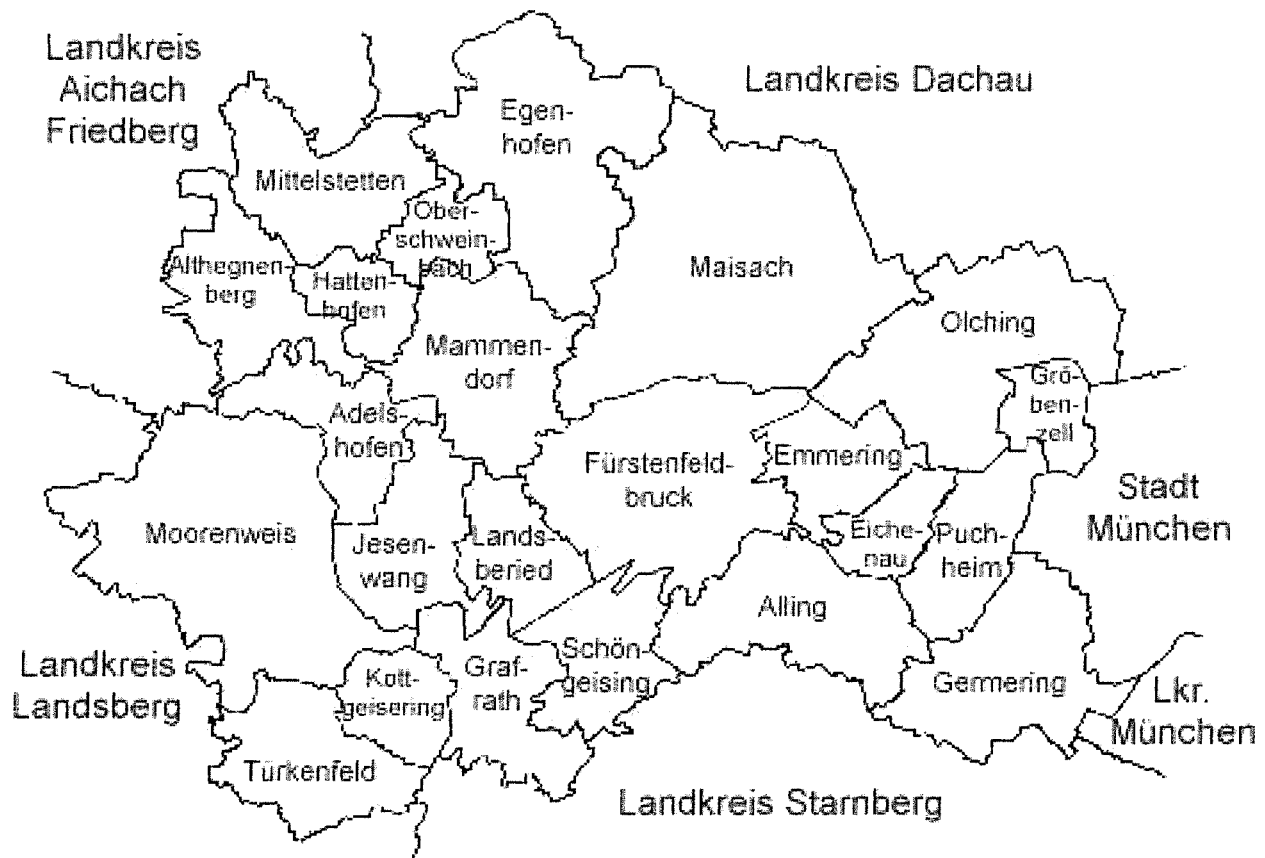 Landkreis
Aichach
Friedberg
Landkreis Dachau
Egen-
hofen
Mittelstetten
Ober-
schwein-
bach
Althegnen-
berg
Hatten-
hofen
Maisach
Olching
Mammen-
dorf
Grö-
ben-
zell
Adels-
hofen
Fürstenfeld-
bruck
Emmering
Stadt
München
Moorenweis
Jesen-
wang
Lands-
beried
Eiche-
nau
Puch-
heim
Alling
Landkreis
Landsberg
Kott-
geisering
Graf-
rath
Schön-
geising
Germering
Lkr.
München
Türkenfeld
Landkreis Starnberg